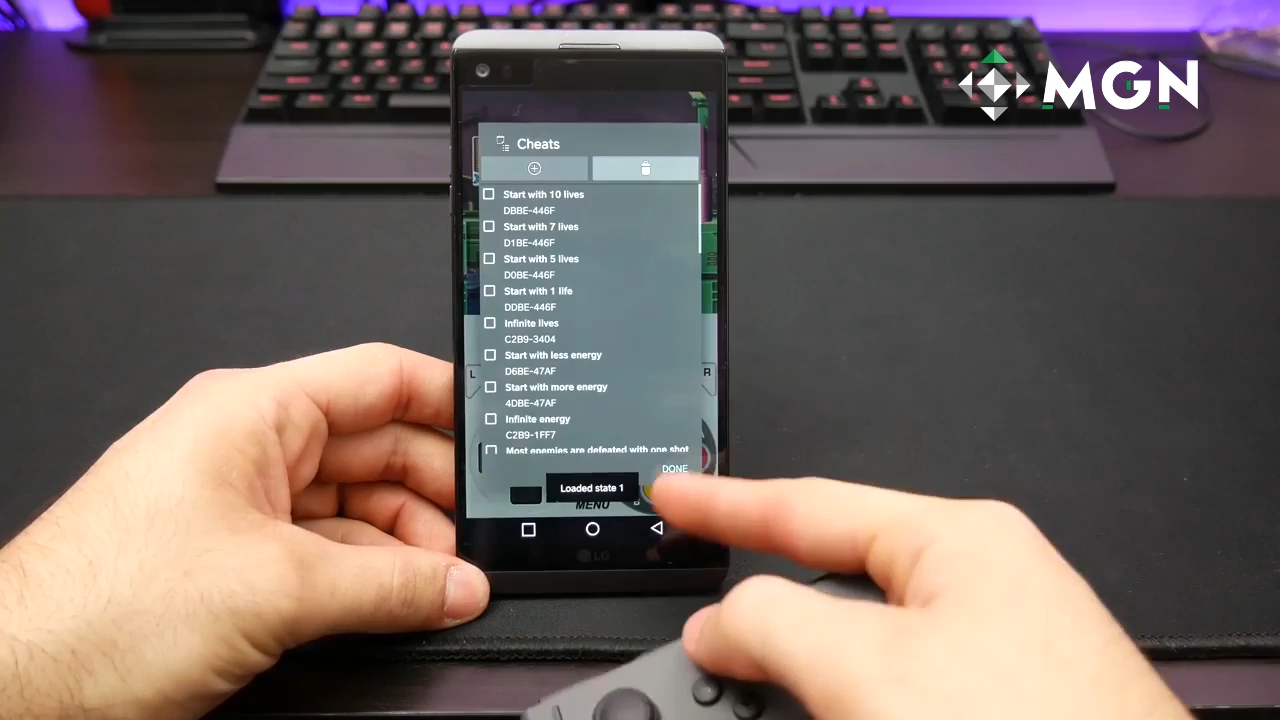 MGN
Cheats
Start with 10 lives
DBBE-446F
Start with 7 lives
D1BE-446F
Start with 5 lives
D0BE-446F
Start with 1 life
DDBE-446F
Infinite lives
C2B9-3404
Start with less energy
D6BE-47AF
Start with more energy
4DBE-47AF
Infinite energy
C2B9-1FF7
Most enemies are defeated with one shot
L
R
DONE
Loaded state 1
MENU
B
LG